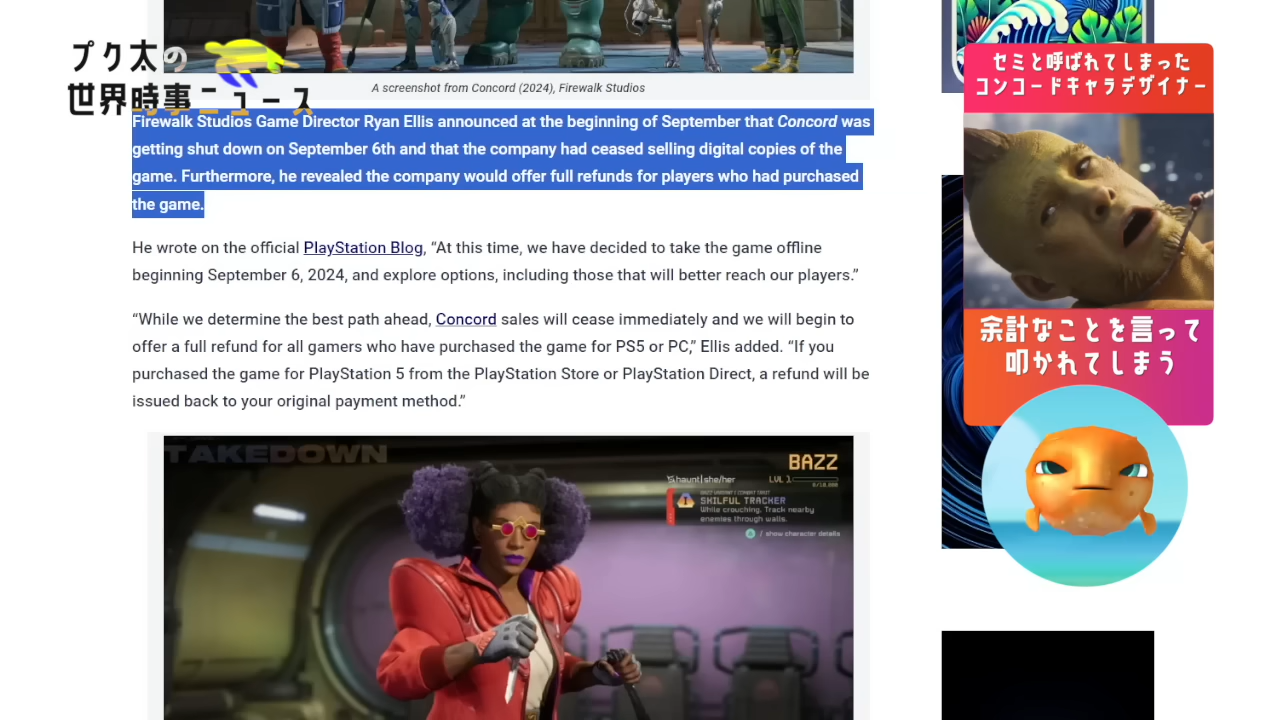 プク太の
世界時事ニュース
A screenshot from Concord (2024), Firewalk Studios
Firewalk Studios Game Director Ryan Ellis announced at the beginning of September that Concord was
getting shut down on September 6th and that the company had ceased selling digital copies of the
game. Furthermore, he revealed the company would offer full refunds for players who had purchased
the game.
He wrote on the official PlayStation Blog, “At this time, we have decided to take the game offline
beginning September 6, 2024, and explore options, including those that will better reach our players.”
“While we determine the best path ahead, Concord sales will cease immediately and we will begin to
offer a full refund for all gamers who have purchased the game for PS5 or PC,” Ellis added. “If you
purchased the game for PlayStation 5 from the PlayStation Store or PlayStation Direct, a refund will be
issued back to your original payment method.”
TAKEDOWN
BAZZ
haunt|she/her
LVL 1
SKILFUL TRACKER
While crouching, Track nearby
enemies through walls.
/ show character details
セミと呼ばれてしまった
コンコードキャラデザイナー
余計なことを言って
叩かれてしまう